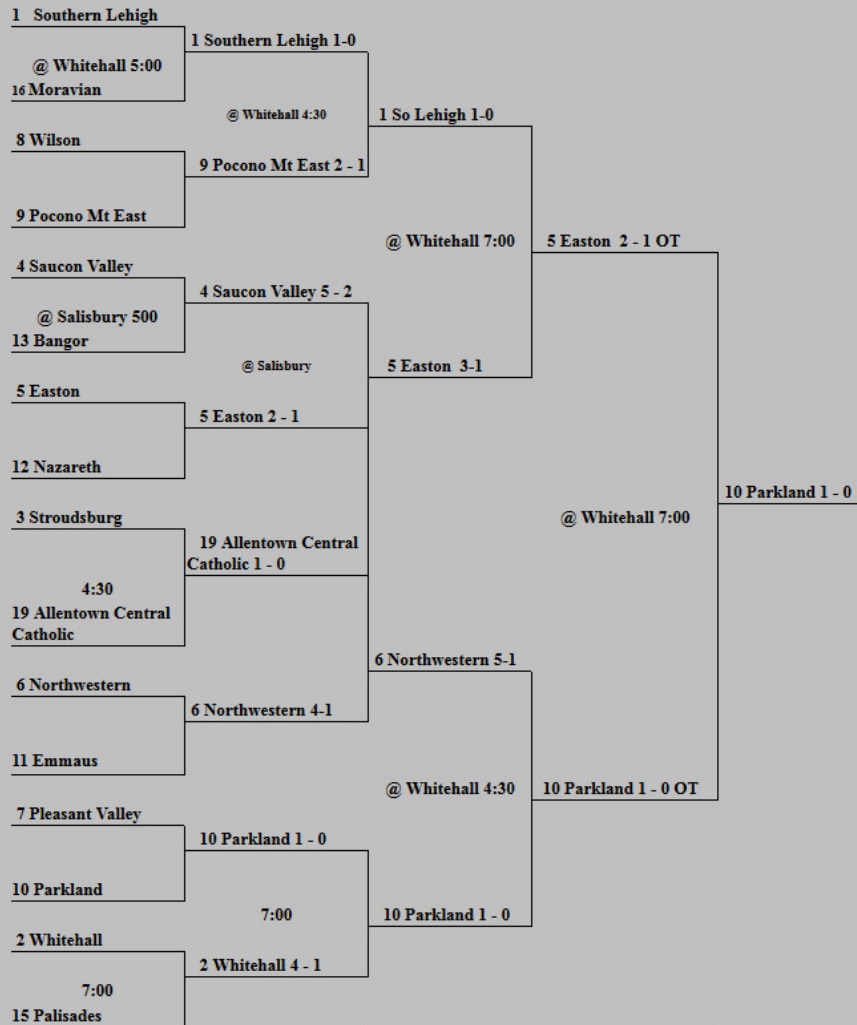 1 Southern Lehigh
1 Southern Lehigh 1-0
@ Whitehall 5:00
16 Moravian
@ Whitehall 4:30
1 So Lehigh 1-0
8 Wilson
9 Pocono Mt East 2 - 1
9 Pocono Mt East
@ Whitehall 7:00
5 Easton 2 - 1 OT
4 Saucon Valley
4 Saucon Valley 5 - 2
@ Salisbury 500
13 Bangor
@ Salisbury
5 Easton 3-1
5 Easton
5 Easton 2 - 1
12 Nazareth
10 Parkland 1 - 0
3 Stroudsburg
@ Whitehall 7:00
19 Allentown Central
Catholic 1 - 0
4:30
19 Allentown Central
Catholic
6 Northwestern 5-1
6 Northwestern
6 Northwestern 4-1
11 Emmaus
@ Whitehall 4:30
10 Parkland 1 - 0 OT
7 Pleasant Valley
10 Parkland 1 - 0
10 Parkland
7:00
10 Parkland 1 - 0
2 Whitehall
2 Whitehall 4 - 1
7:00
15 Palisades